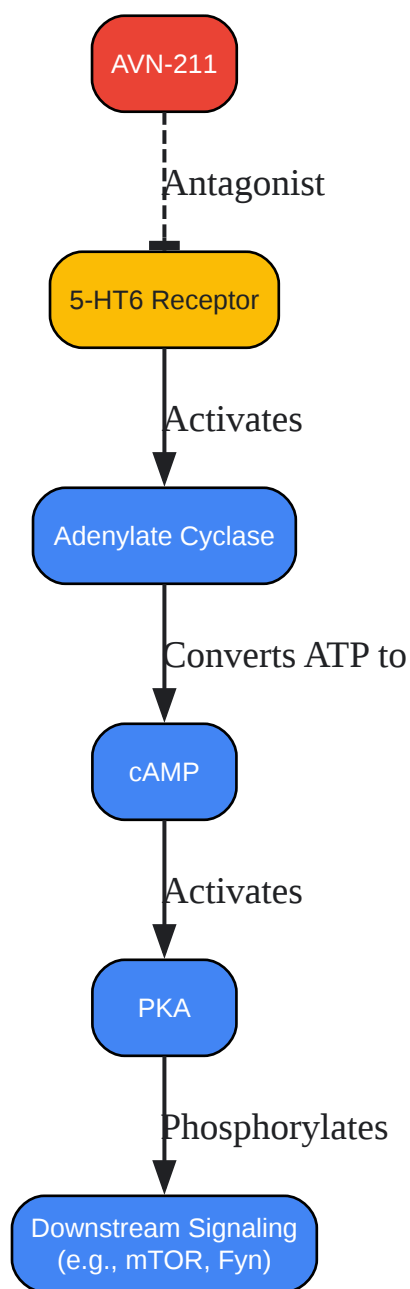 AVN-211
Antagonist
5-HT6 Receptor
Activates
Adenylate Cyclase
Converts ATP to
cAMP
Activates
PKA
Phosphorylates
Downstream Signaling
(e.g., mTOR, Fyn)